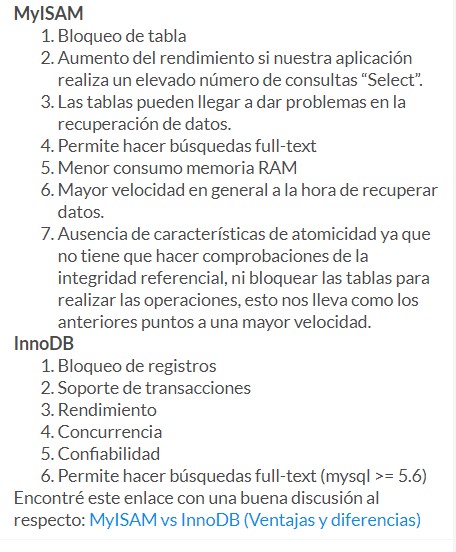 MyISAM
1. Bloqueo de tabla
2. Aumento del rendimiento si nuestra aplicación
realiza un elevado número de consultas “Select”.
3. Las tablas pueden llegar a dar problemas en la
recuperación de datos.
4. Permite hacer búsquedas full-text
5. Menor consumo memoria RAM
6. Mayor velocidad en general a la hora de recuperar
datos.
7. Ausencia de características de atomicidad ya que
no tiene que hacer comprobaciones de la
integridad referencial, ni bloquear las tablas para
realizar las operaciones, esto nos lleva como los
anteriores puntos a una mayor velocidad.
InnoDB
1. Bloqueo de registros
2. Soporte de transacciones
3. Rendimiento
4. Concurrencia
5. Confiabilidad
6. Permite hacer búsquedas full-text (mysql >= 5.6)
Encontré este enlace con una buena discusión al
respecto: MyISAM vs InnoDB (Ventajas y diferencias)